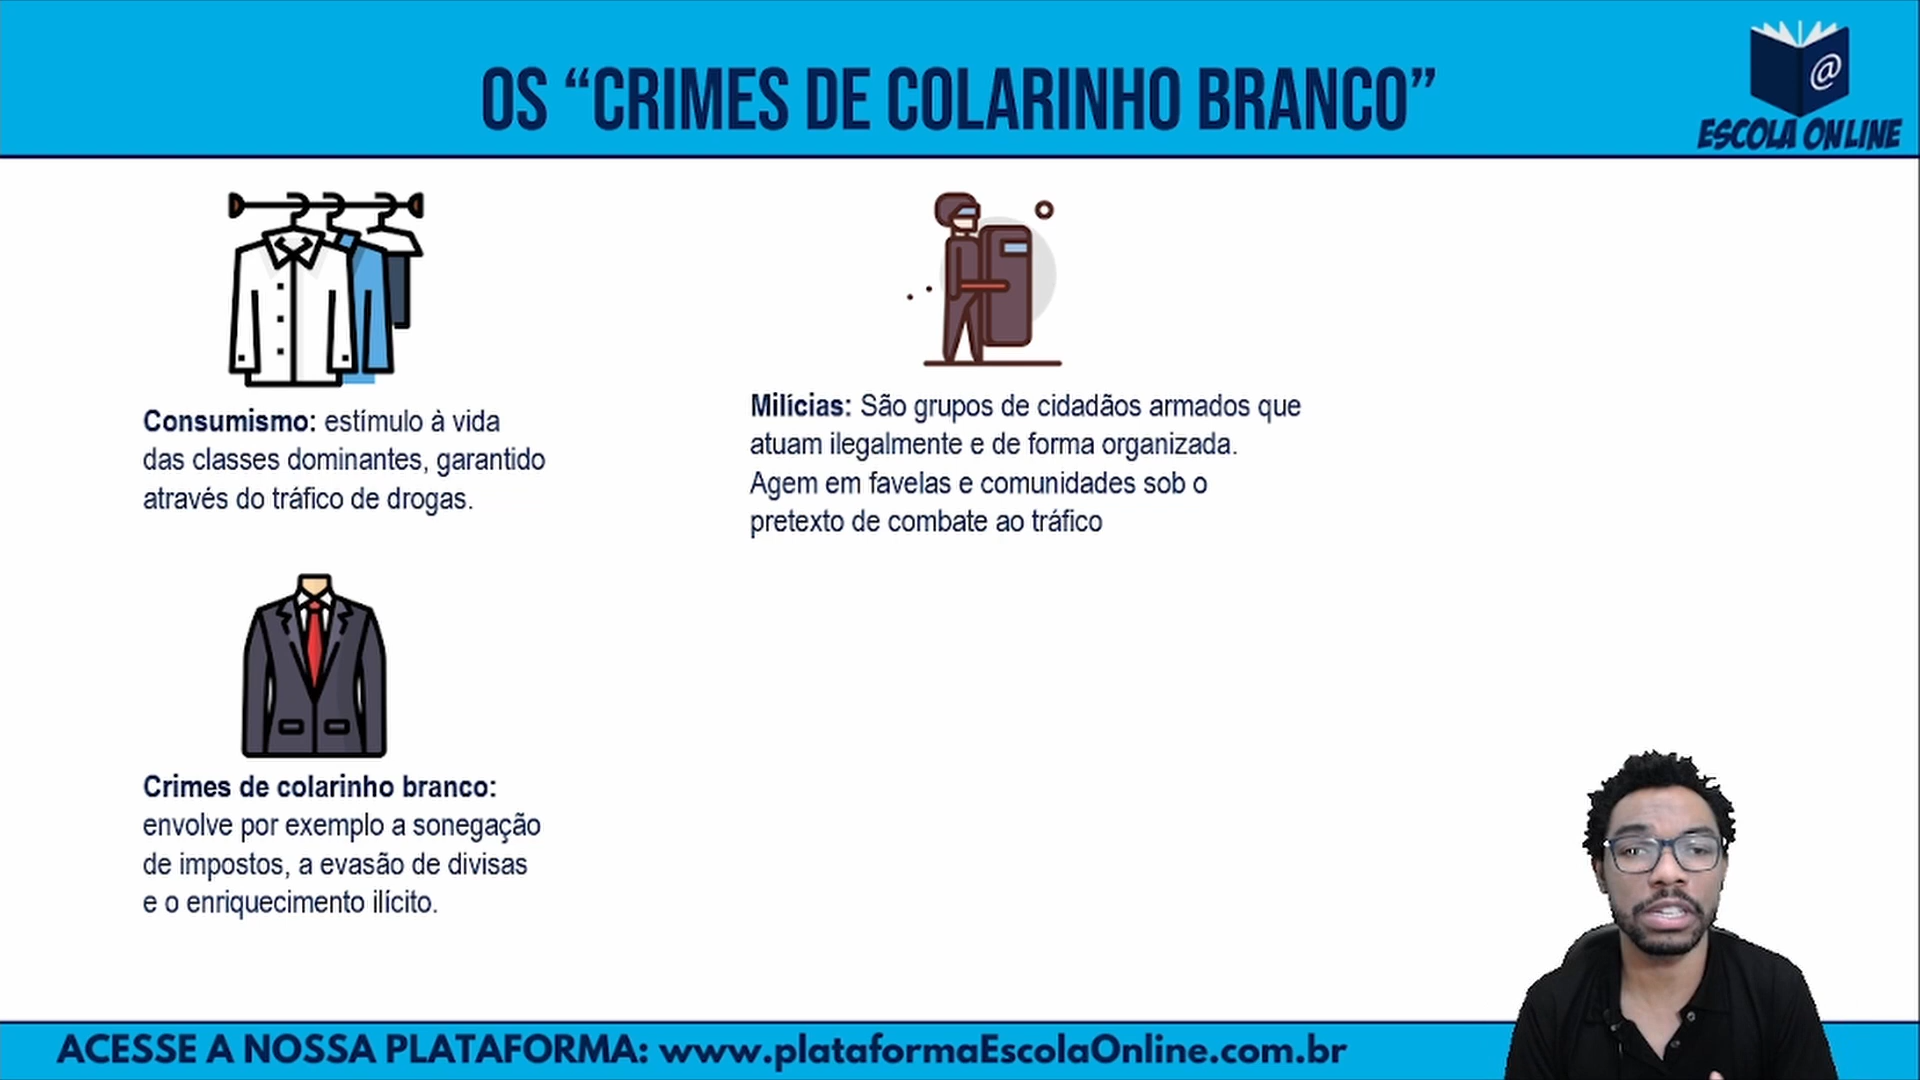 OS “CRIMES DE COLARINHO BRANCO”
@
ESCOLA ONLINE
Consumismo: estímulo à vida
das classes dominantes, garantido
através do tráfico de drogas.
Milícias: São grupos de cidadãos armados que
atuam ilegalmente e de forma organizada.
Agem em favelas e comunidades sob o
pretexto de combate ao tráfico
Crimes de colarinho branco:
envolve por exemplo a sonegação
de impostos, a evasão de divisas
e o enriquecimento ilícito.
ACESSE A NOSSA PLATAFORMA: www.plataformaEscolaOnline.com.br